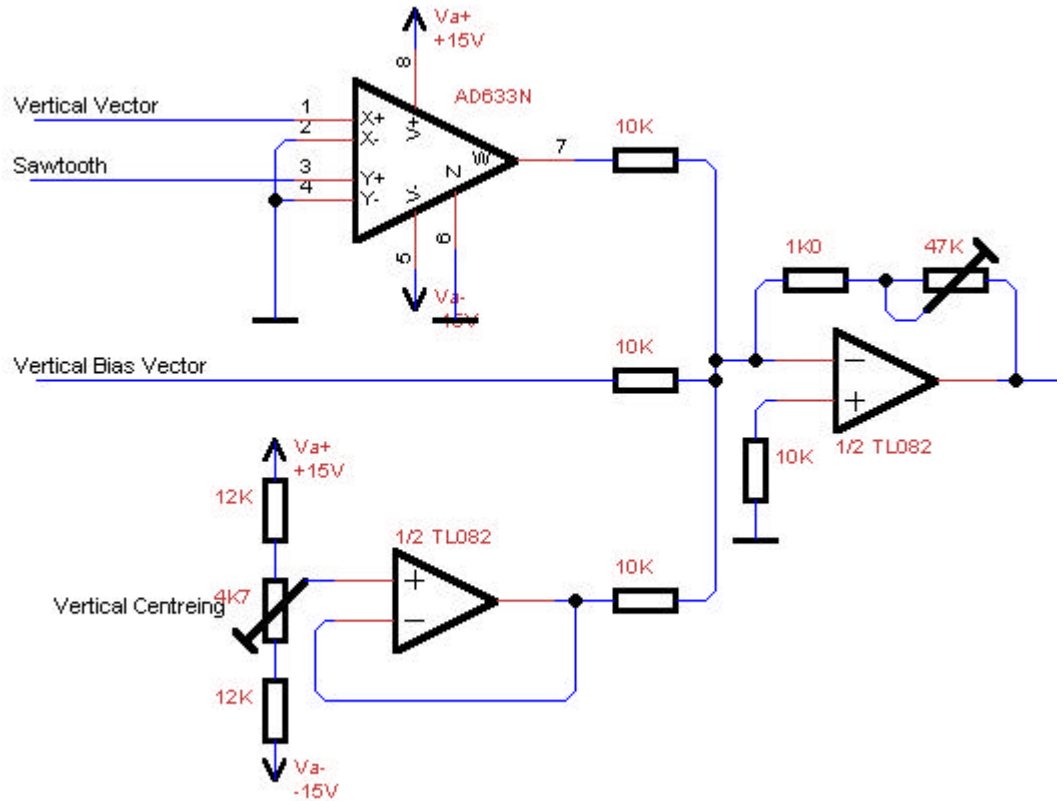 Va+
+15V
8
AD633N
Vertical Vector
1
X+
V+
10K
2
X-
7
W
Sawtooth
3
Y+
4
Y-
V-
Z
5
6
1K0
47K
Va-
-15V
Vertical Bias Vector
10K
−
+
Va+
+15V
10K
1/2 TL082
12K
1/2 TL082
+
10K
4K7
Vertical Centreing
−
12K
Va-
-15V